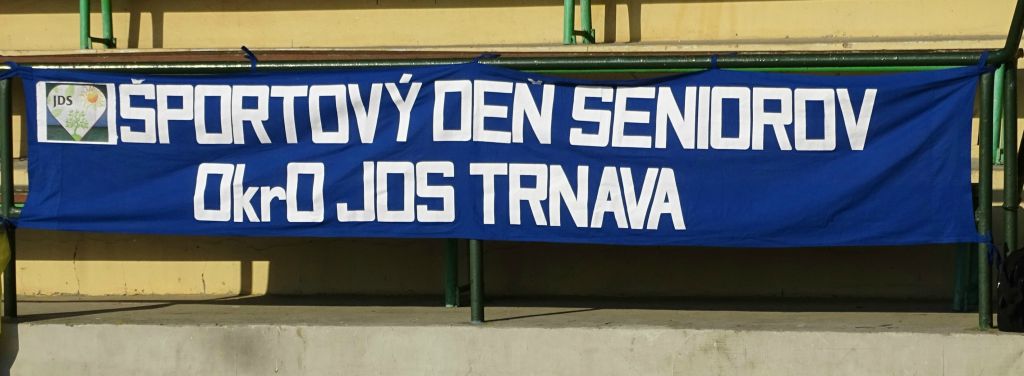 JDS
ŠPORTOVÝ DEŇ SENIOROV
OkrO JDS TRNAVA